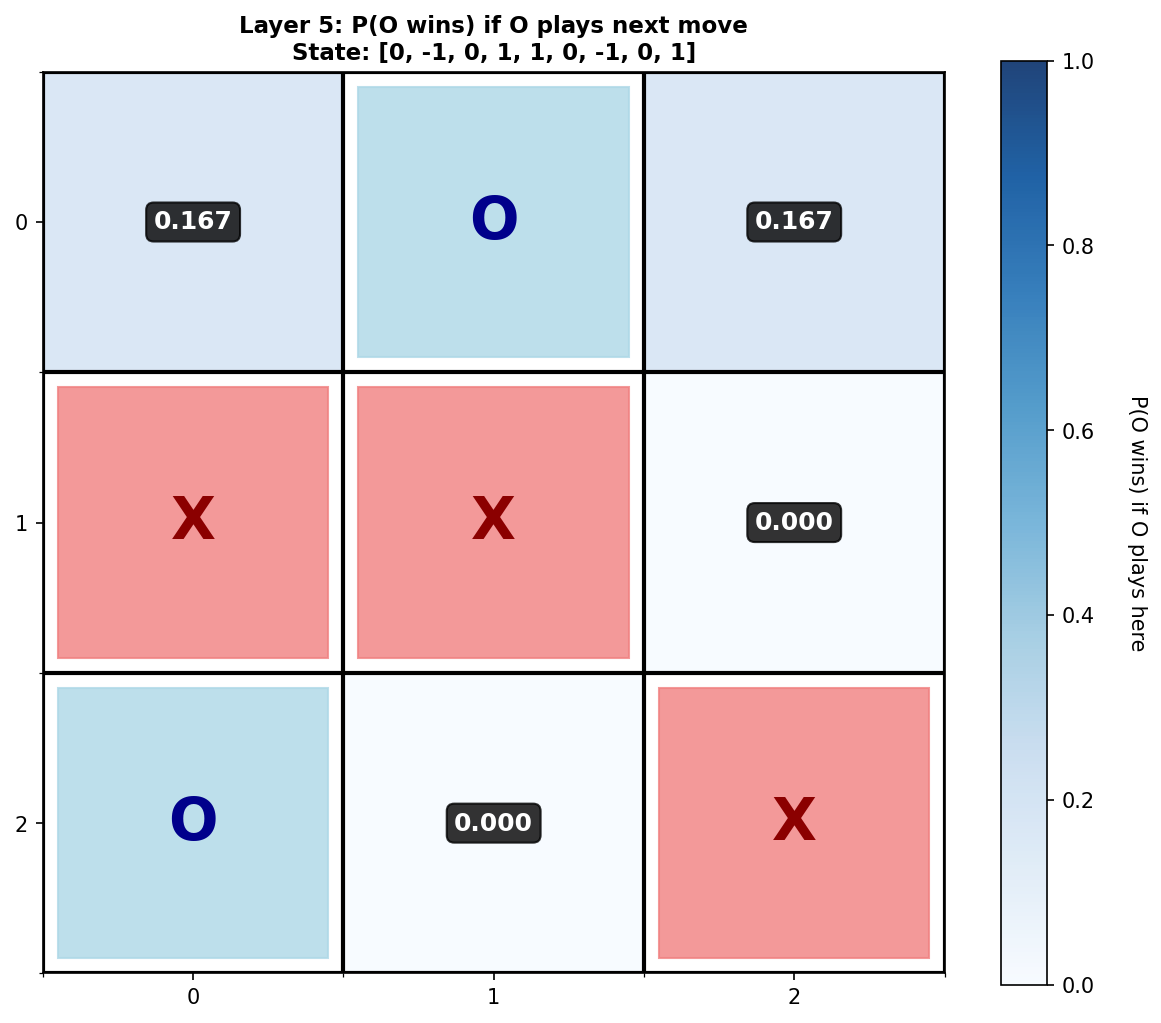 Layer 5: P(O wins) if O plays next move
State: [0, -1, 0, 1, 1, 0, -1, 0, 1]
0.167 O 0.167
X X 0.000
O 0.000 X
0
1
2
0 1 2
1.0
0.8
0.6
0.4
0.2
0.0
P(O wins) if O plays here